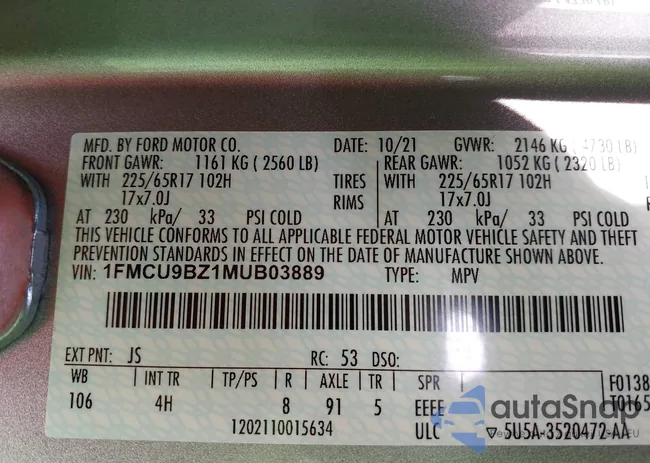 MFD. BY FORD MOTOR CO. DATE: 10/21 GVWR: 2146 KG (4730 LB)
FRONT GAWR: 1161 KG (2560 LB) REAR GAWR: 1052 KG (2320 LB)
WITH 225/65R17 102H TIRES WITH 225/65R17 102H
17x7.0J RIMS 17x7.0J
AT 230 kPa/ 33 PSI COLD AT 230 kPa/ 33 PSI COLD
THIS VEHICLE CONFORMS TO ALL APPLICABLE FEDERAL MOTOR VEHICLE SAFETY AND THEFT
PREVENTION STANDARDS IN EFFECT ON THE DATE OF MANUFACTURE SHOWN ABOVE.
VIN: 1FMCU9BZ1MUB03889 TYPE: MPV
EXT PNT: JS RC: 53 DSO:
WB INT TR TP/PS R AXLE TR SPR F0138
106 4H 8 91 5 EEEE T0165
1202110015634 ULC ▽5U5A-3520472-AA
autoSnap